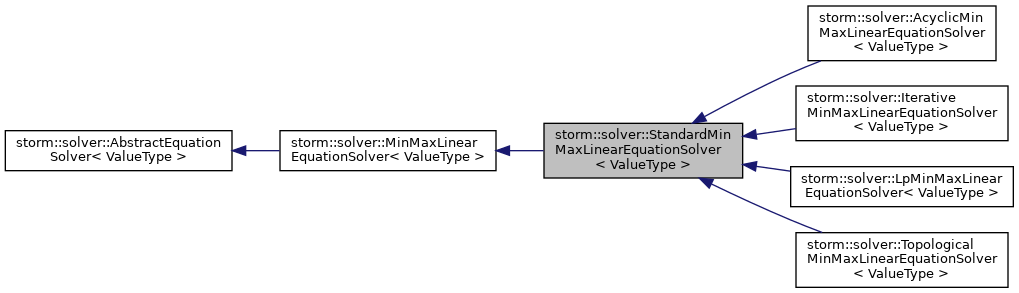 storm::solver::AbstractEquation
Solver< ValueType >
storm::solver::MinMaxLinear
EquationSolver< ValueType >
storm::solver::StandardMin
MaxLinearEquationSolver
< ValueType >
storm::solver::AcyclicMin
MaxLinearEquationSolver
< ValueType >
storm::solver::Iterative
MinMaxLinearEquationSolver
< ValueType >
storm::solver::LpMinMaxLinear
EquationSolver< ValueType >
storm::solver::Topological
MinMaxLinearEquationSolver
< ValueType >